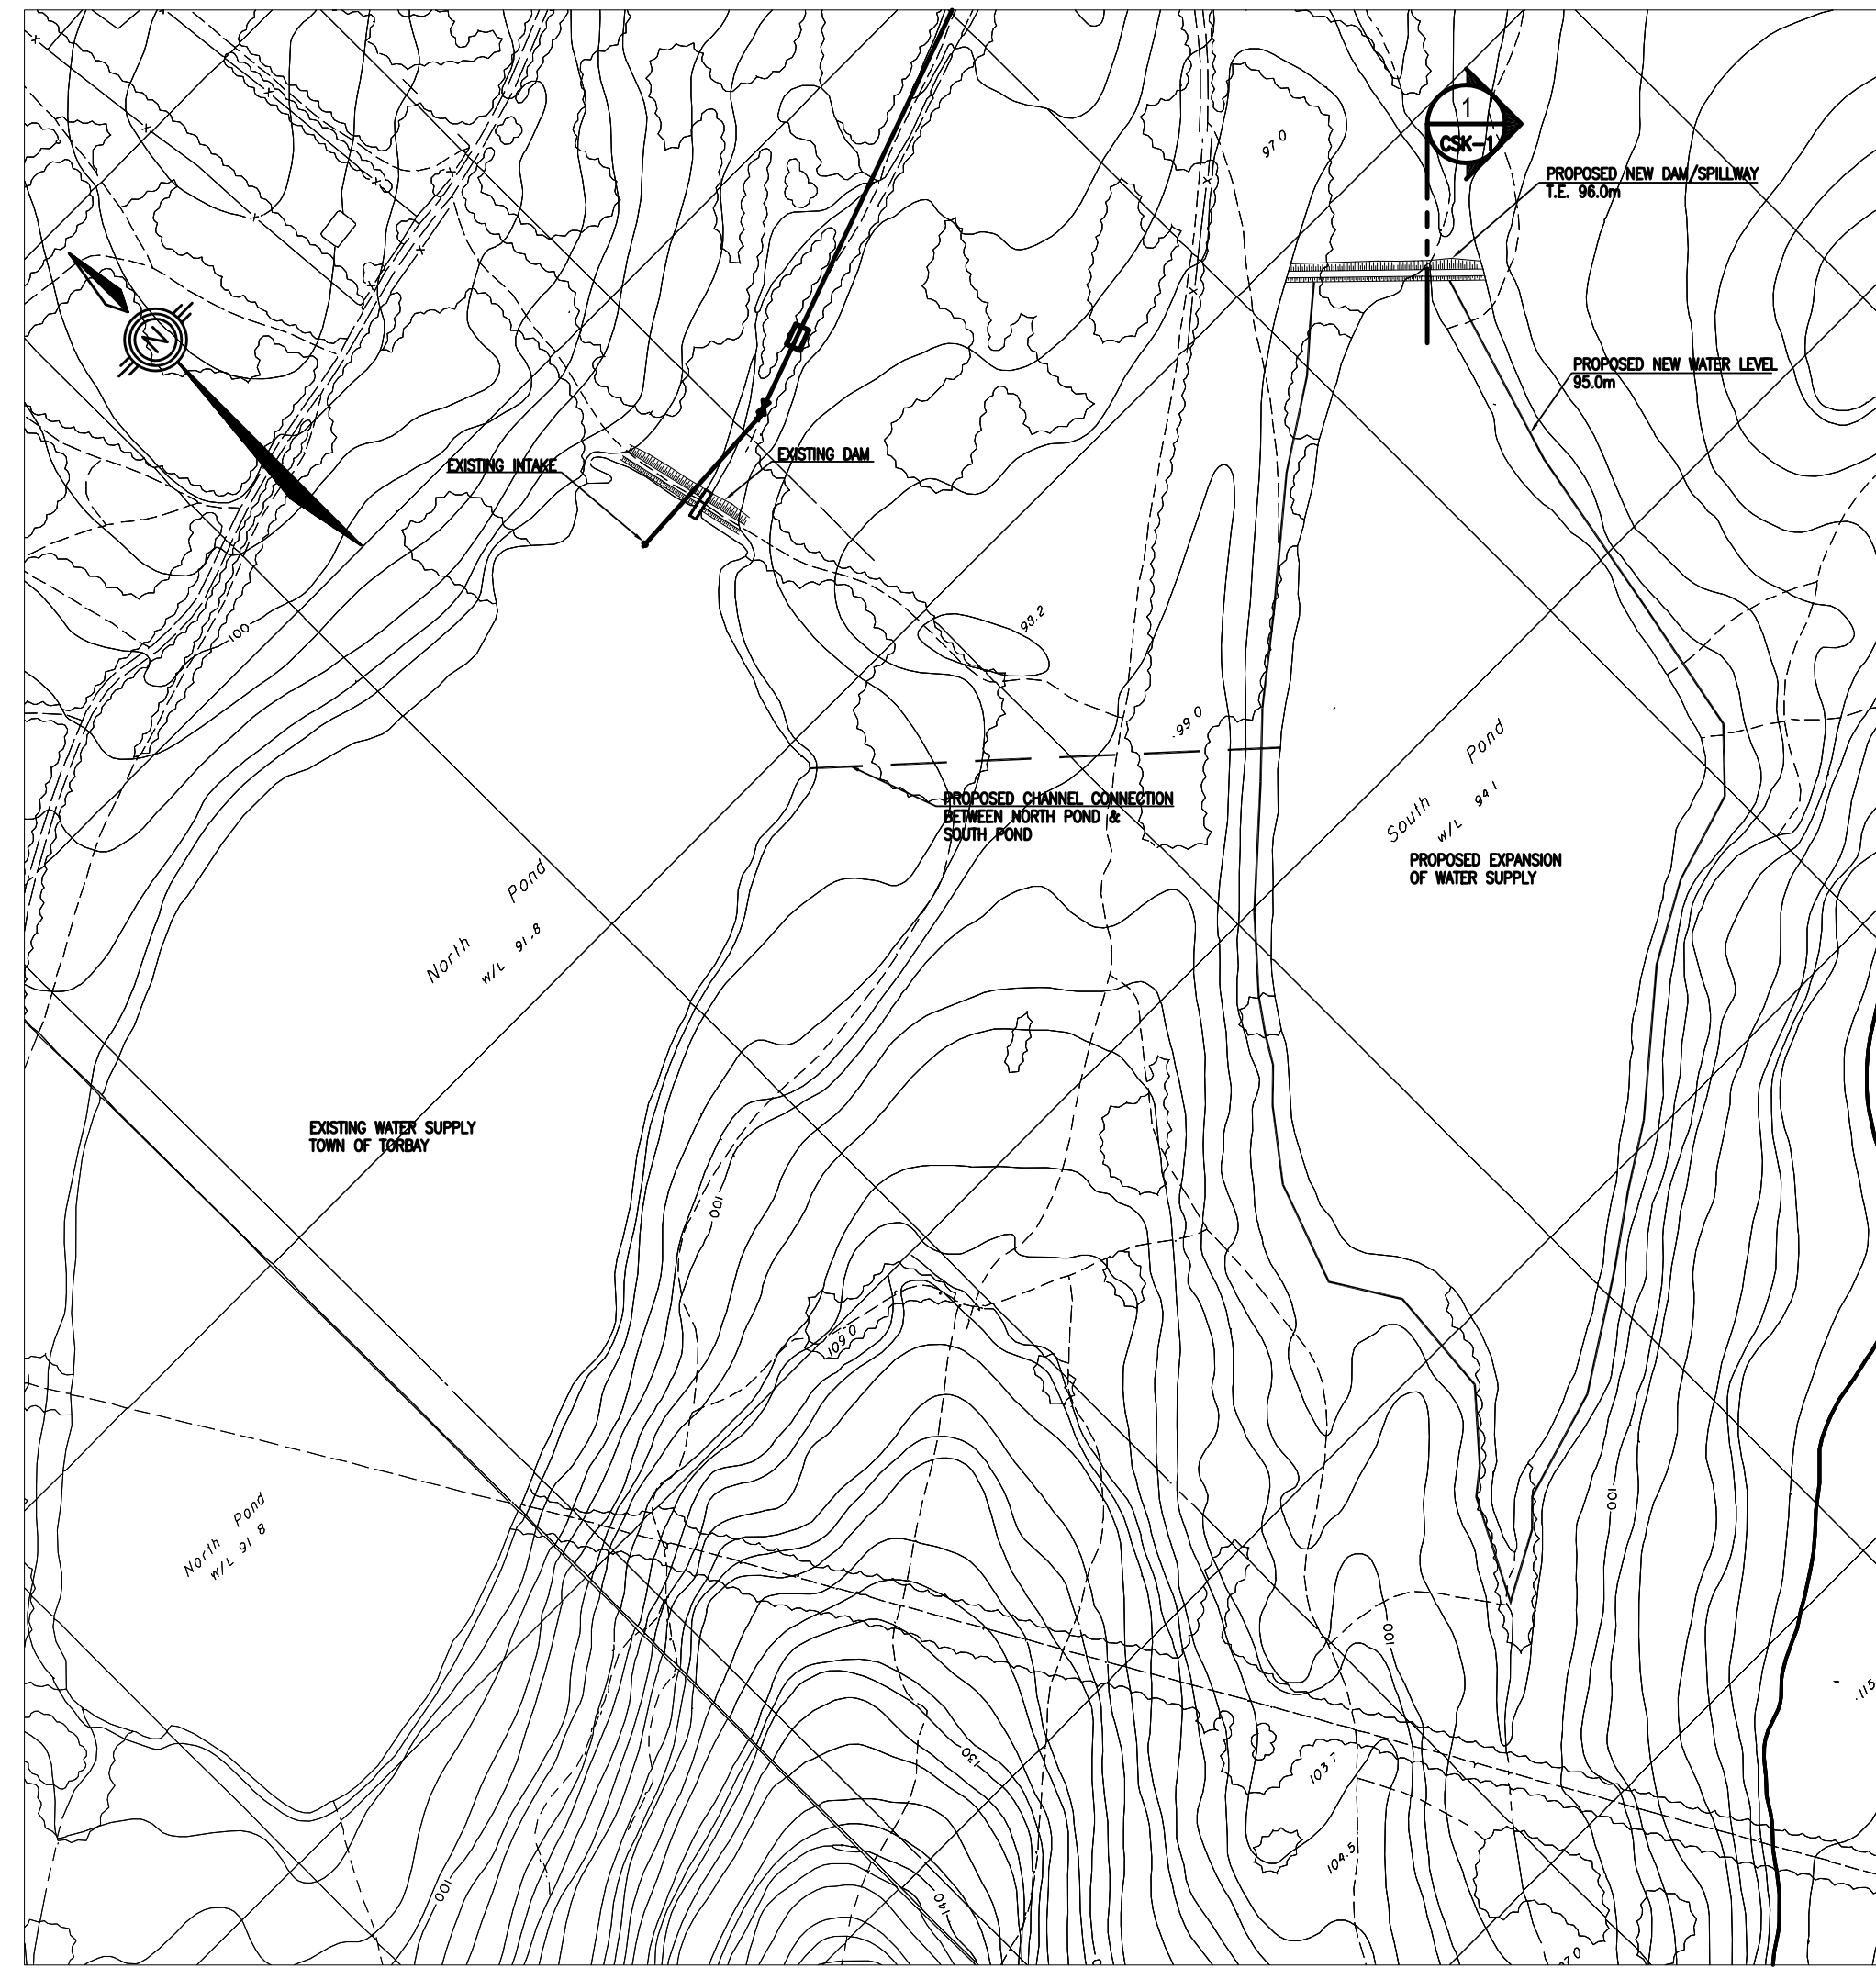 97.0
1
CSK-1
PROPOSED NEW DAM/SPILLWAY
T.E. 96.0m
N
PROPOSED NEW WATER LEVEL
95.0m
EXISTING INTAKE
EXISTING DAM
100
98.2
.99.0
South Pond
W/L 94.1
PROPOSED CHANNEL CONNECTION
BETWEEN NORTH POND &
SOUTH POND
PROPOSED EXPANSION
OF WATER SUPPLY
North Pond
W/L 91.8
EXISTING WATER SUPPLY
TOWN OF TORBAY
100
109.0
100
North Pond
W/L 91.8
100
.115
130
103.7
104.5
100
140